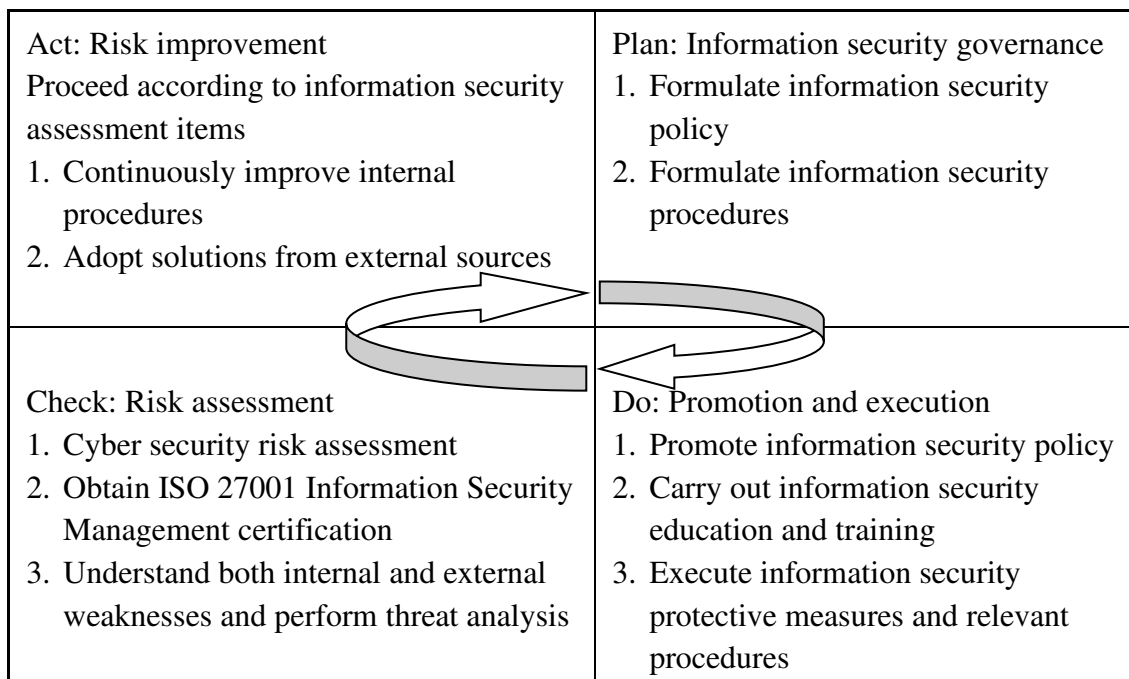 Act: Risk improvement
Proceed according to information security
assessment items
1. Continuously improve internal
procedures
2. Adopt solutions from external sources
Plan: Information security governance
1. Formulate information security
policy
2. Formulate information security
procedures
Check: Risk assessment
1. Cyber security risk assessment
2. Obtain ISO 27001 Information Security
Management certification
3. Understand both internal and external
weaknesses and perform threat analysis
Do: Promotion and execution
1. Promote information security policy
2. Carry out information security
education and training
3. Execute information security
protective measures and relevant
procedures